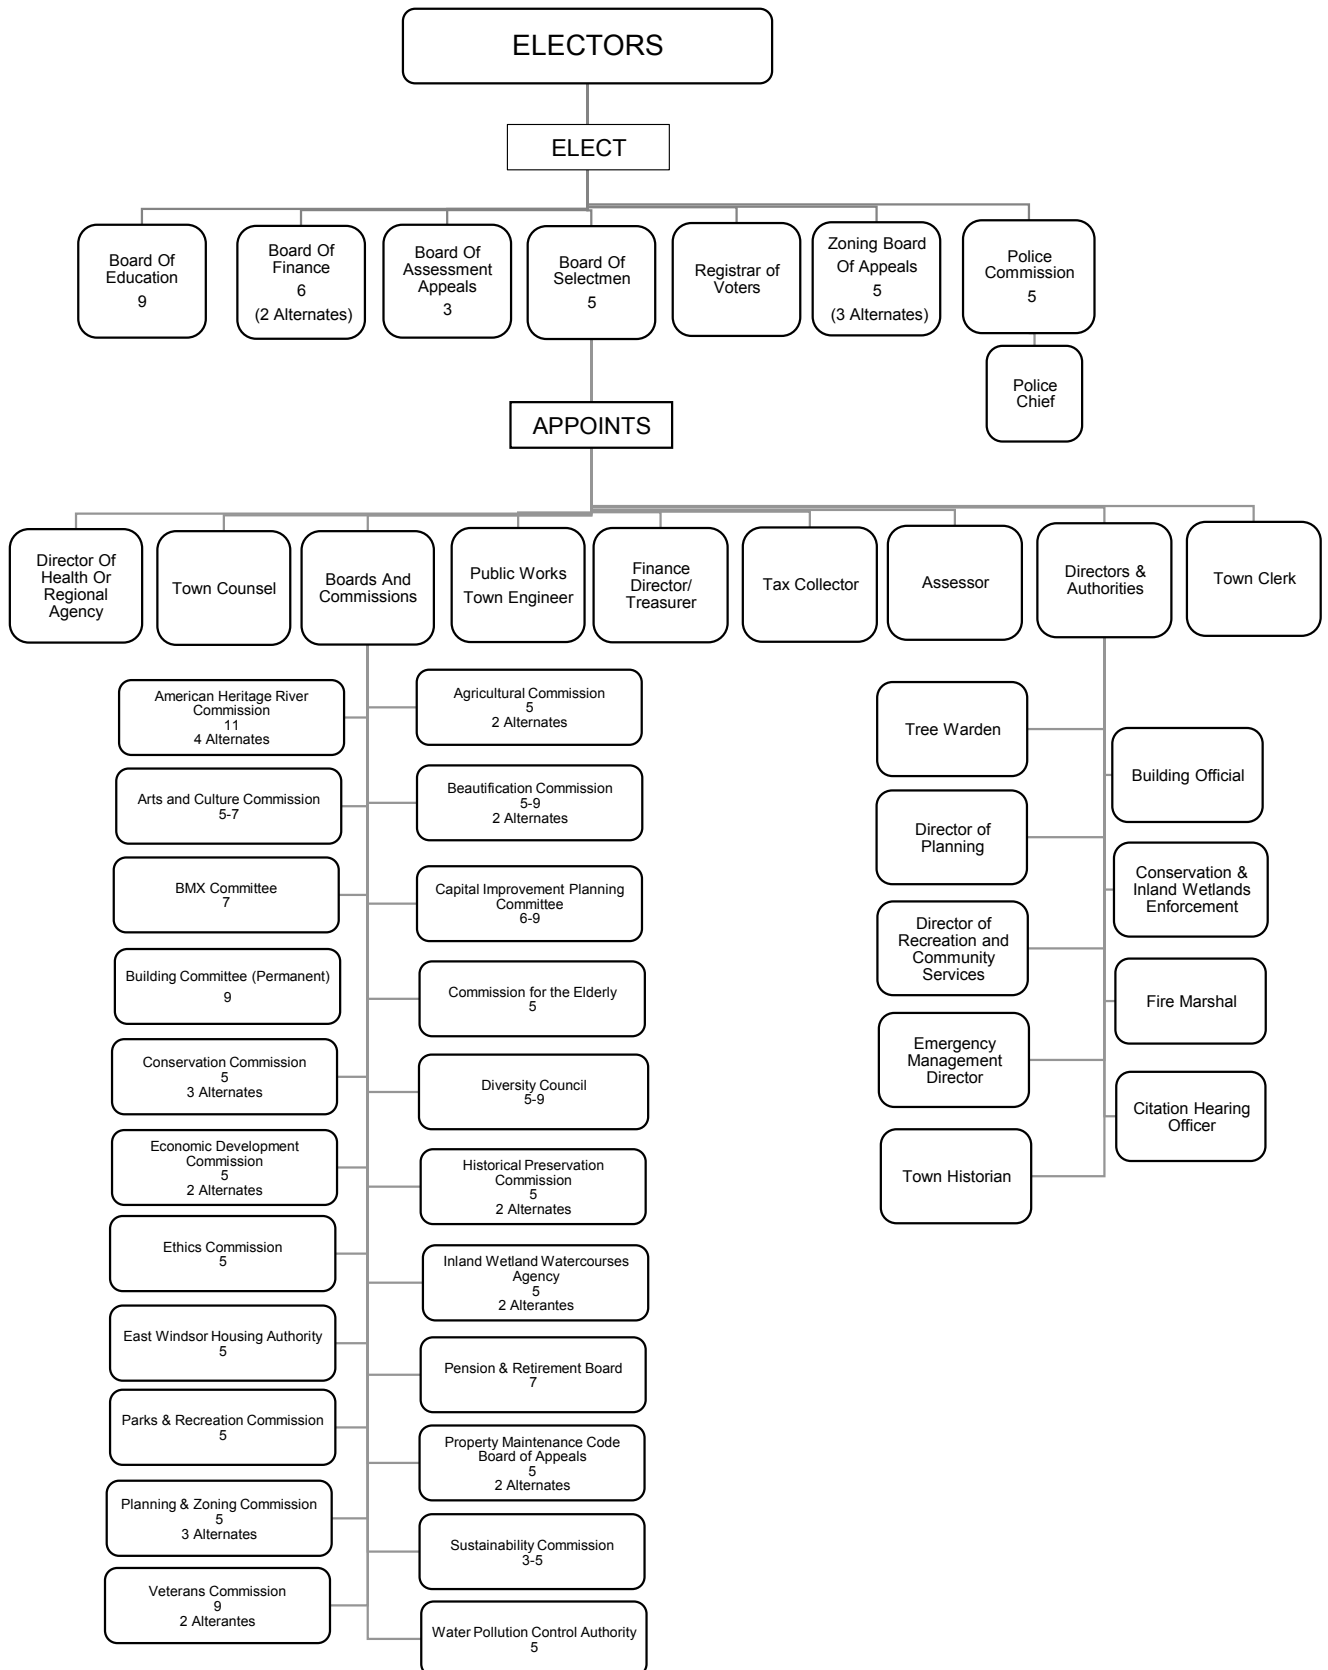 ELECTORS
ELECT
Board Of
Education
9
Board Of
Finance
6
(2 Alternates)
Board Of
Assessment
Appeals
3
Board Of
Selectmen
5
Registrar of
Voters
Zoning Board
Of Appeals
5
(3 Alternates)
Police
Commission
5
Police
Chief
APPOINTS
Director Of
Health Or
Regional
Agency
Town Counsel
Boards And
Commissions
Public Works
Town Engineer
Finance
Director/
Treasurer
Tax Collector
Assessor
Directors &
Authorities
Town Clerk
American Heritage River
Commission
11
4 Alternates
Agricultural Commission
5
2 Alternates
Arts and Culture Commission
5-7
Beautification Commission
5-9
2 Alternates
BMX Committee
7
Capital Improvement Planning
Committee
6-9
Building Committee (Permanent)
9
Commission for the Elderly
5
Conservation Commission
5
3 Alternates
Diversity Council
5-9
Economic Development
Commission
5
2 Alternates
Historical Preservation
Commission
5
2 Alternates
Ethics Commission
5
Inland Wetland Watercourses
Agency
5
2 Alterantes
East Windsor Housing Authority
5
Pension & Retirement Board
7
Parks & Recreation Commission
5
Property Maintenance Code
Board of Appeals
5
2 Alternates
Planning & Zoning Commission
5
3 Alternates
Sustainability Commission
3-5
Veterans Commission
9
2 Alterantes
Water Pollution Control Authority
5
Tree Warden
Building Official
Director of
Planning
Conservation &
Inland Wetlands
Enforcement
Director of
Recreation and
Community
Services
Fire Marshal
Emergency
Management
Director
Citation Hearing
Officer
Town Historian